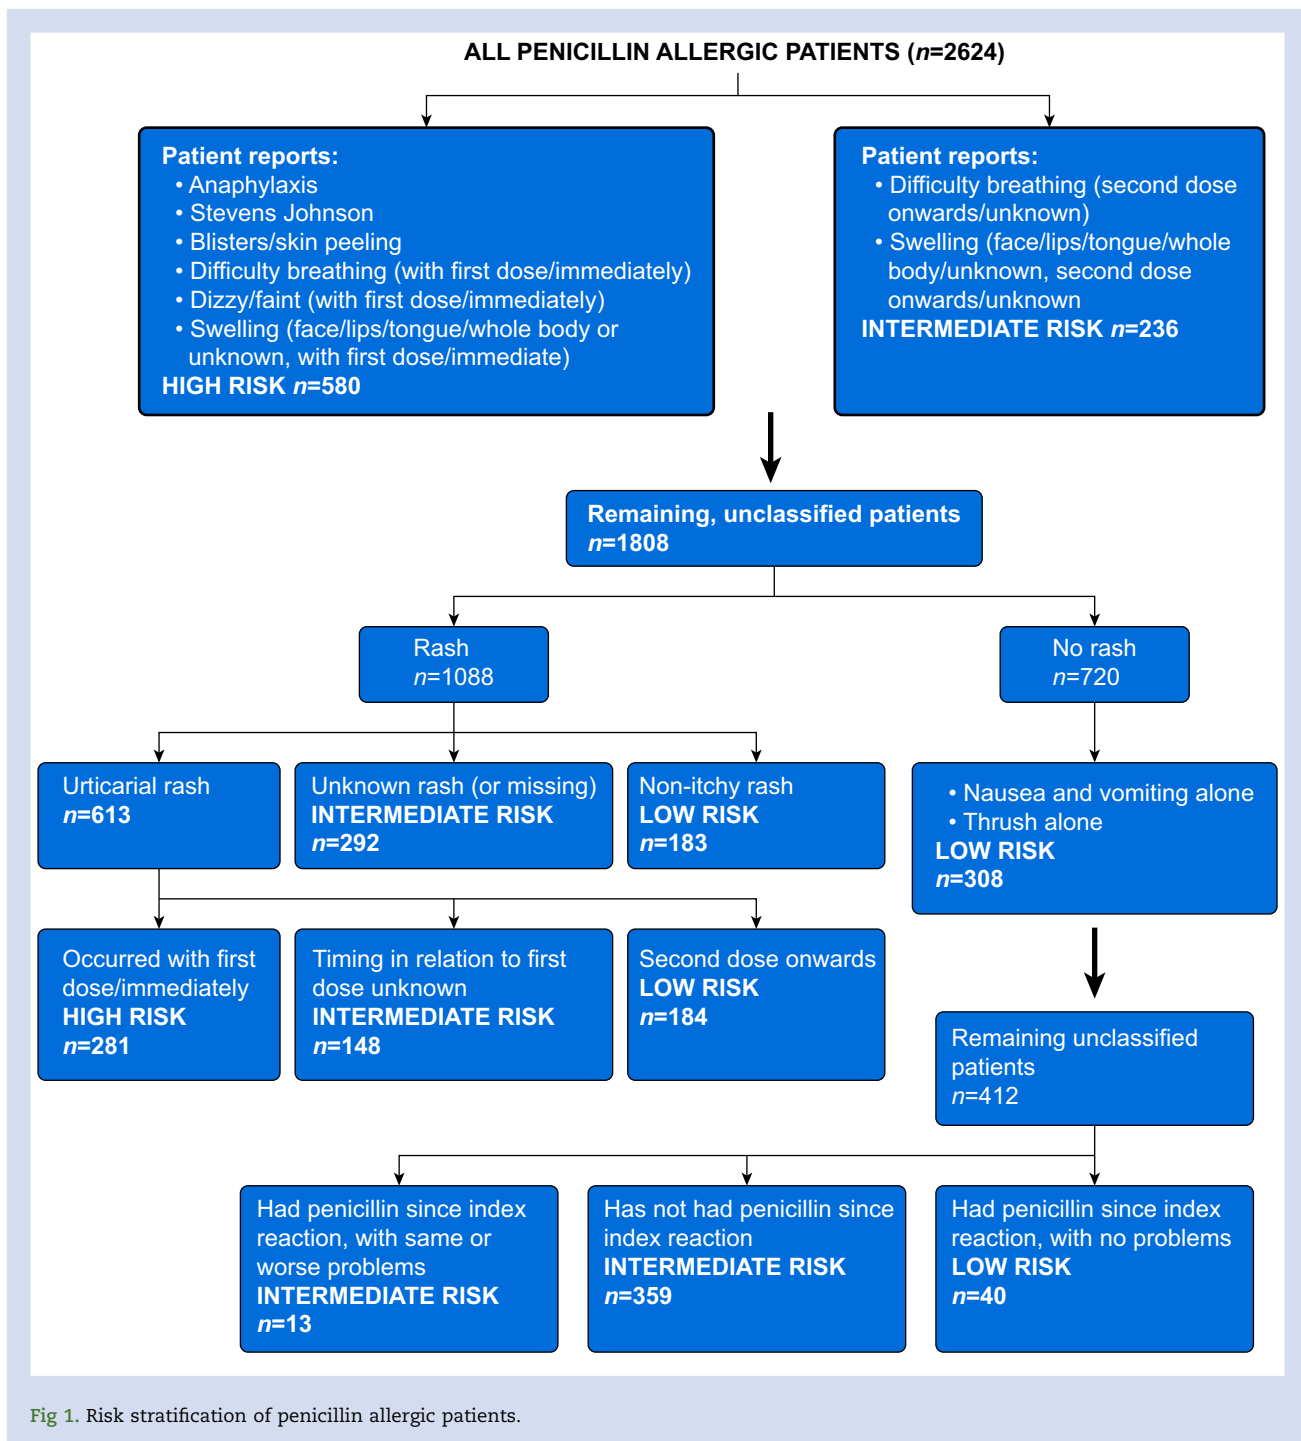 ALL PENICILLIN ALLERGIC PATIENTS (n=2624)
Patient reports:
• Anaphylaxis
• Stevens Johnson
• Blisters/skin peeling
• Difficulty breathing (with first dose/immediately)
• Dizzy/faint (with first dose/immediately)
• Swelling (face/lips/tongue/whole body or
unknown, with first dose/immediate)
HIGH RISK n=580
Patient reports:
• Difficulty breathing (second dose
onwards/unknown)
• Swelling (face/lips/tongue/whole
body/unknown, second dose
onwards/unknown
INTERMEDIATE RISK n=236
Remaining, unclassified patients
n=1808
Rash
n=1088
No rash
n=720
Urticarial rash
n=613
Unknown rash (or missing)
INTERMEDIATE RISK
n=292
Non-itchy rash
LOW RISK
n=183
• Nausea and vomiting alone
• Thrush alone
LOW RISK
n=308
Occurred with first
dose/immediately
HIGH RISK
n=281
Timing in relation to first
dose unknown
INTERMEDIATE RISK
n=148
Second dose onwards
LOW RISK
n=184
Remaining unclassified
patients
n=412
Had penicillin since index
reaction, with same or
worse problems
INTERMEDIATE RISK
n=13
Has not had penicillin since
index reaction
INTERMEDIATE RISK
n=359
Had penicillin since index
reaction, with no problems
LOW RISK
n=40
Fig 1. Risk stratification of penicillin allergic patients.